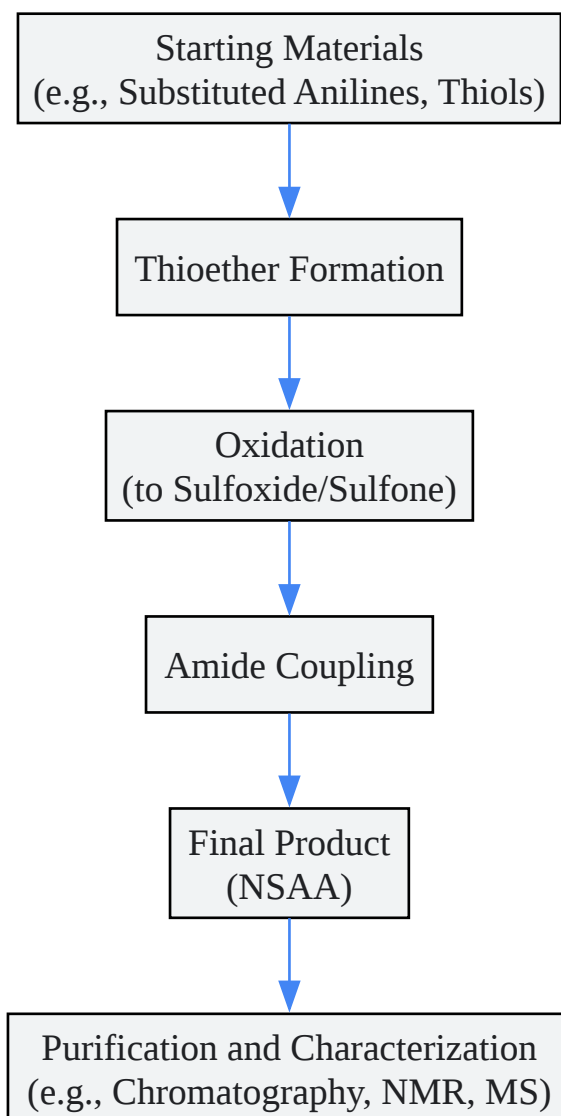 Starting Materials
(e.g., Substituted Anilines, Thiols)
Thioether Formation
Oxidation
(to Sulfoxide/Sulfone)
Amide Coupling
Final Product
(NSAA)
Purification and Characterization
(e.g., Chromatography, NMR, MS)